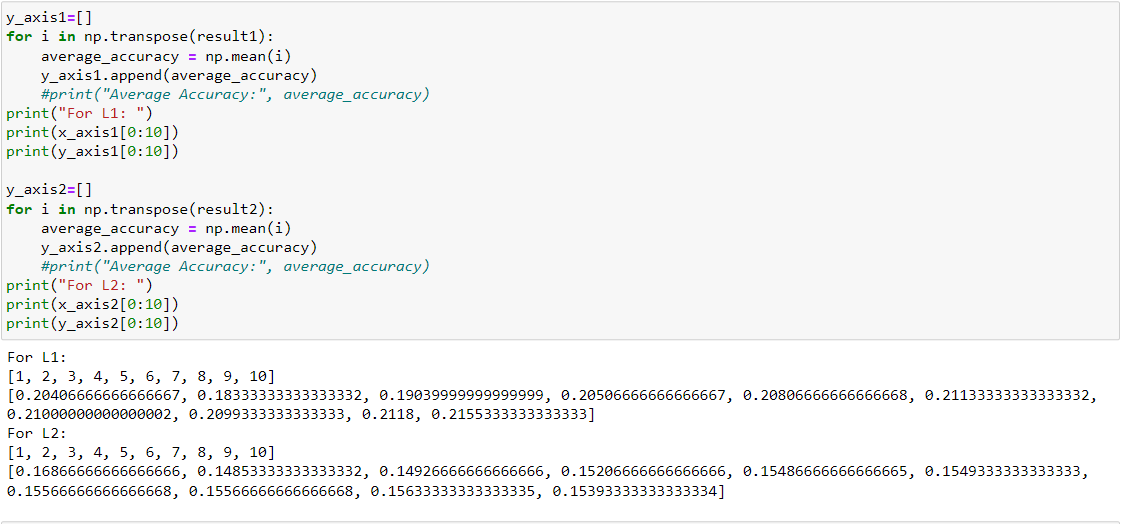 y_axis1=[]
for i in np.transpose(result1):
    average_accuracy = np.mean(i)
    y_axis1.append(average_accuracy)
    #print("Average Accuracy:", average_accuracy)
print("For L1: ")
print(x_axis1[0:10])
print(y_axis1[0:10])

y_axis2=[]
for i in np.transpose(result2):
    average_accuracy = np.mean(i)
    y_axis2.append(average_accuracy)
    #print("Average Accuracy:", average_accuracy)
print("For L2: ")
print(x_axis2[0:10])
print(y_axis2[0:10])
For L1:
[1, 2, 3, 4, 5, 6, 7, 8, 9, 10]
[0.20406666666666667, 0.18333333333333332, 0.19039999999999999, 0.20506666666666667, 0.20806666666666668, 0.21133333333333332,
0.21000000000000002, 0.2099333333333333, 0.2118, 0.2155333333333333]
For L2:
[1, 2, 3, 4, 5, 6, 7, 8, 9, 10]
[0.16866666666666666, 0.14853333333333332, 0.14926666666666666, 0.15206666666666666, 0.15486666666666665, 0.1549333333333333,
0.15566666666666668, 0.15566666666666668, 0.15633333333333335, 0.15393333333333334]